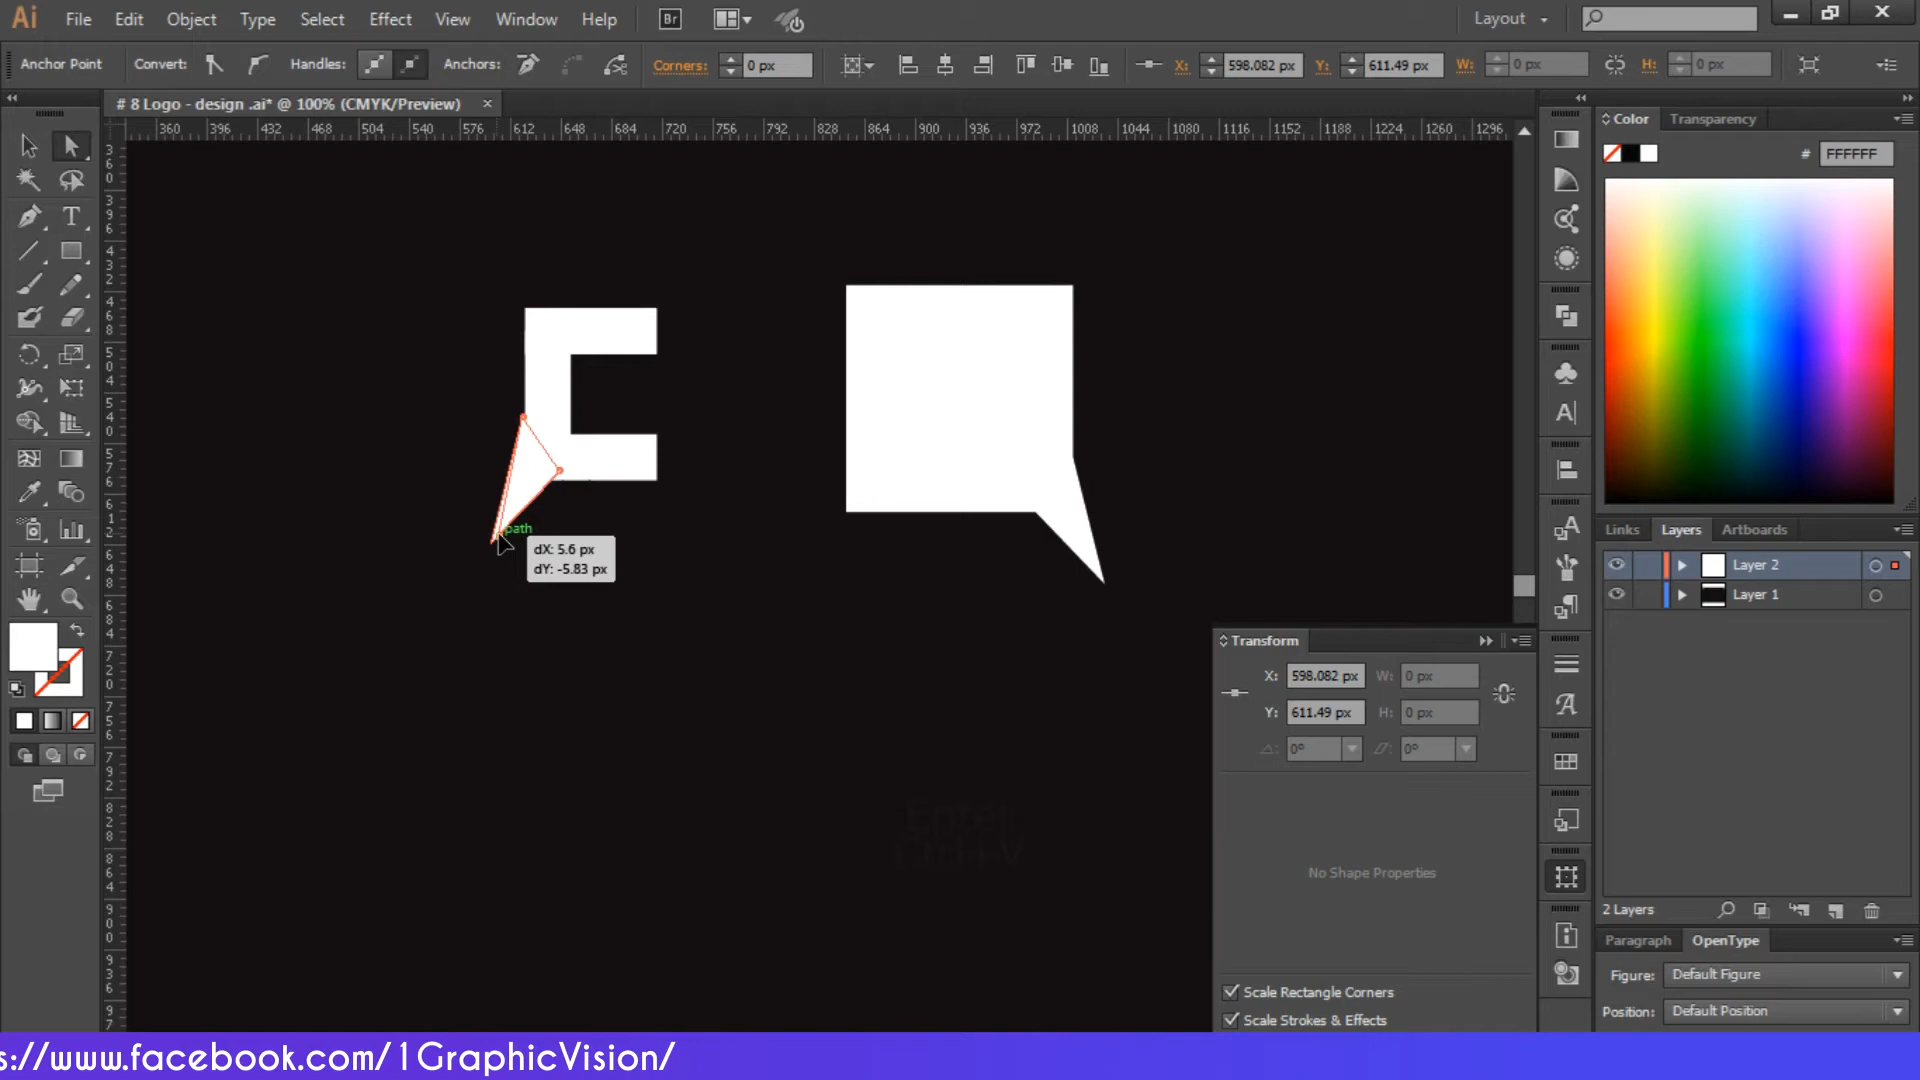 Ai File Edit Object Type Select Effect View Window Help Br Layout
Anchor Point Convert: Handles: Anchors: Corners: 0 px X: 598.082 px Y: 611.49 px W: 0 px H: 0 px
# 8 Logo - design .ai* @ 100% (CMYK/Preview)
360 396 432 468 504 540 576 612 648 684 720 756 792 828 864 900 936 972 1008 1044 1080 1116 1152 1188 1224 1260 1296
Color Transparency
# FFFFFF
path
dX: 5.6 px
dY: -5.83 px
Links Layers Artboards
Layer 2
Layer 1
Transform
X: 598.082 px W: 0 px
Y: 611.49 px H: 0 px
0° 0°
No Shape Properties
2 Layers
Paragraph OpenType
Figure: Default Figure
Position: Default Position
Scale Rectangle Corners
Scale Strokes & Effects
s://www.facebook.com/1GraphicVision/